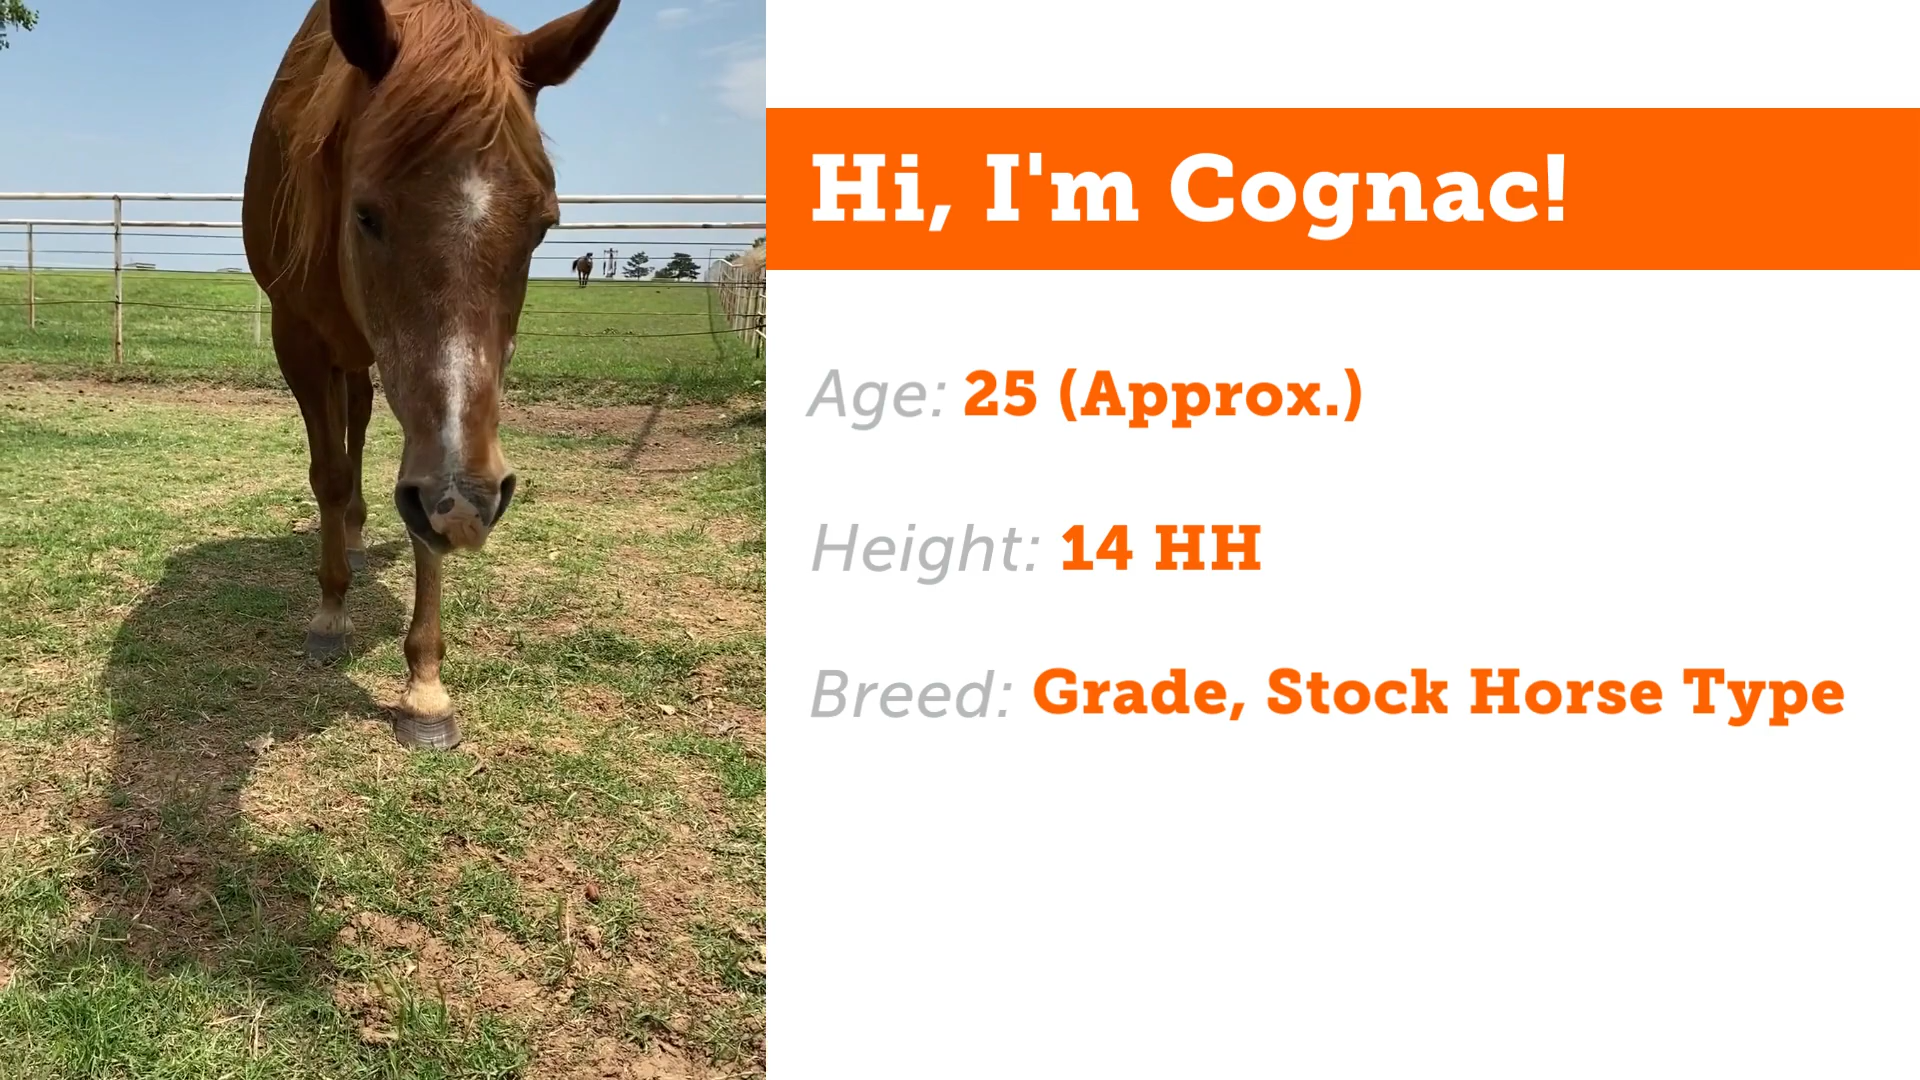 Hi, I'm Cognac!
Age: 25 (Approx.)
Height: 14 HH
Breed: Grade, Stock Horse Type